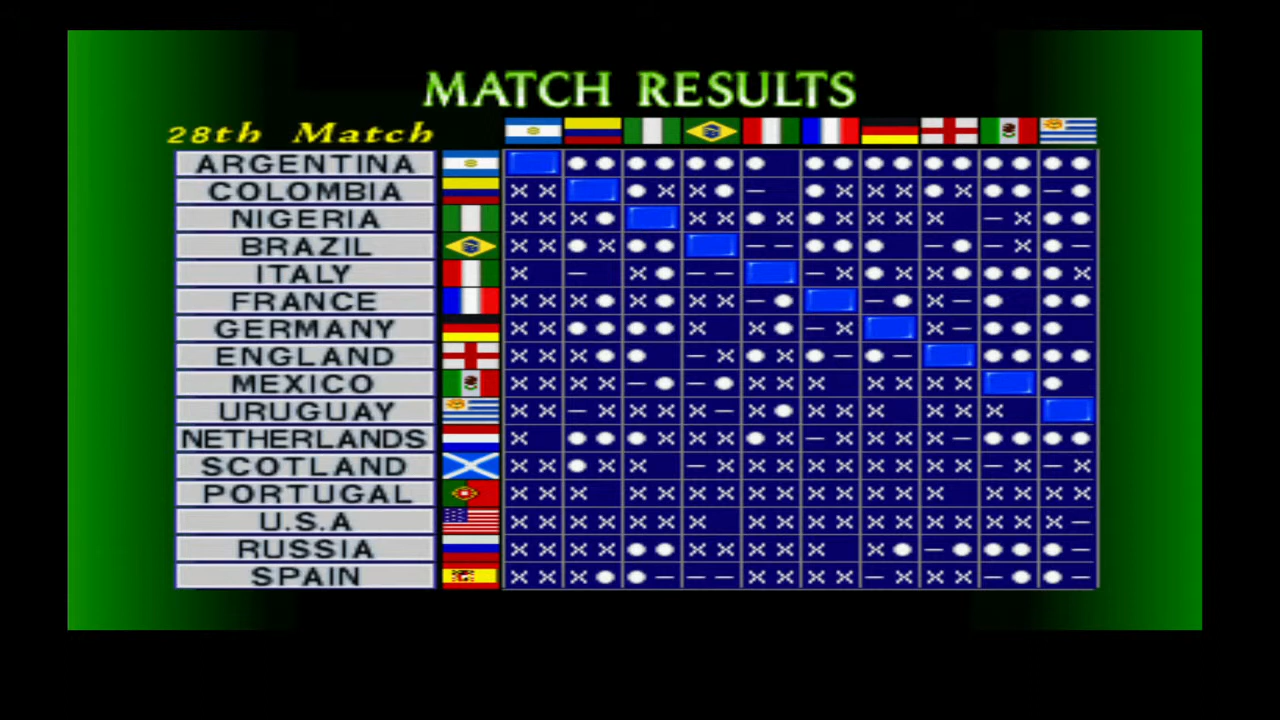 MATCH RESULTS
28th Match
ARGENTINA
COLOMBIA
NIGERIA
BRAZIL
ITALY
FRANCE
GERMANY
ENGLAND
MEXICO
URUGUAY
NETHERLANDS
SCOTLAND
PORTUGAL
U.S.A
RUSSIA
SPAIN